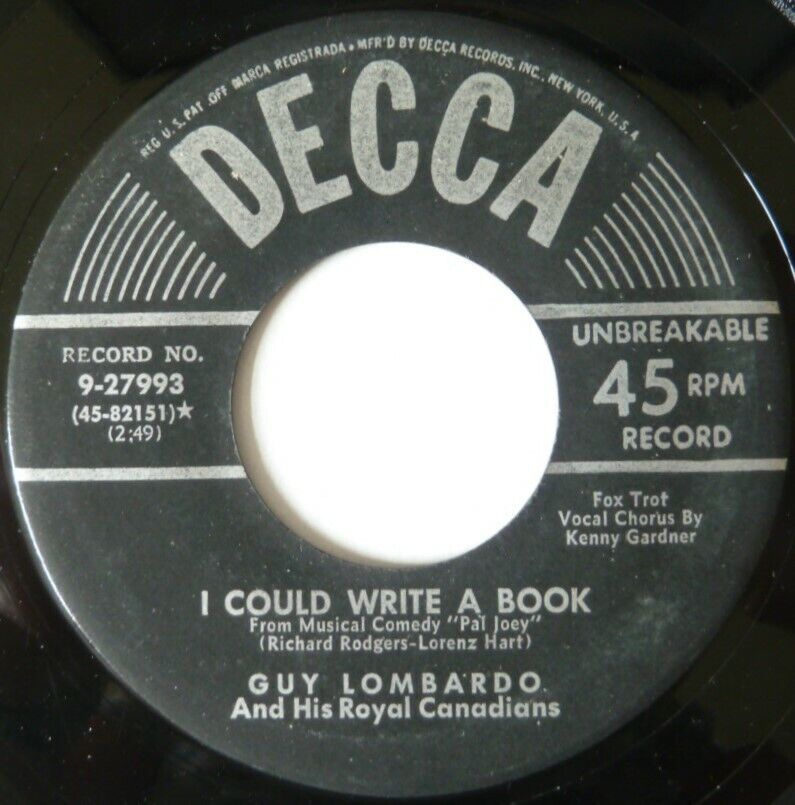 REG. U.S. PAT. OFF. MARCA REGISTRADA • MFR'D BY DECCA RECORDS, INC., NEW YORK, U.S.A.
DECCA
RECORD NO.
9-27993
(45-82151)★
(2:49)
UNBREAKABLE
45 RPM
RECORD
Fox Trot
Vocal Chorus By
Kenny Gardner
I COULD WRITE A BOOK
From Musical Comedy "Pal Joey"
(Richard Rodgers-Lorenz Hart)
GUY LOMBARDO
And His Royal Canadians